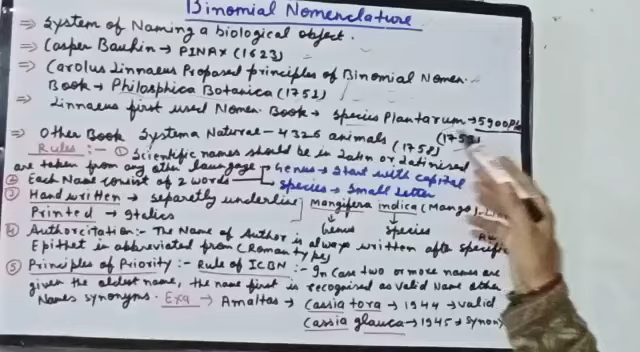 Binomial Nomenclature
⇒ System of Naming a biological object.
⇒ Casper Bauhin → PINAX (1623)
⇒ Carolus Linnaeus Proposed principles of Binomial Nomen.
Book → Philosphica Botanica (1751)
⇒ Linnaeus first used Nomen. Book → Species Plantarum → 5900
⇒ Other Book Systema Naturae - 4326 animals (1758)
Rules: - ① Scientific names should be in Latin or Latinised
are taken from any other language
② Each Name consist of 2 words → Genus → Start with capital
Species → Small Letter
③ Hand written → separetly underline
Printed → Italics
Mangifera indica (Mango).
Genus Species
④ Authorcitation :- The Name of Author is always written after specific
Epithet in abbreviated from (Roman types)
⑤ Principles of Priority :- Rule of ICBN :- In case two or more names are
given the oldest name, the name first is recognised as Valid Name other
Names synonyms. Exa → Amaltas → Cassia tora → 1944 → valid
Cassia glauca → 1945 → Synon